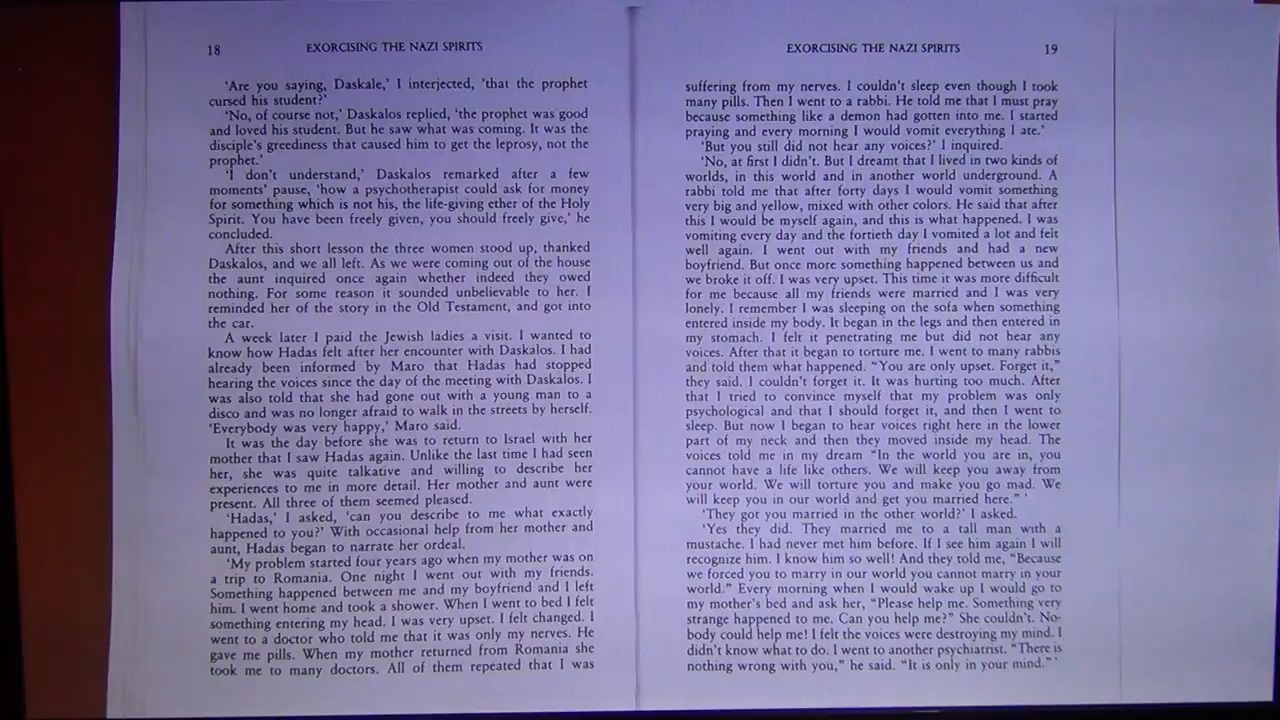 18
EXORCISING THE NAZI SPIRITS
'Are you saying, Daskale,' I interjected, 'that the prophet
cursed his student?'
'No, of course not,' Daskalos replied, 'the prophet was good
and loved his student. But he saw what was coming. It was the
disciple's greediness that caused him to get the leprosy, not the
prophet.'
'I don't understand,' Daskalos remarked after a few
moments' pause, 'how a psychotherapist could ask for money
for something which is not his, the life-giving ether of the Holy
Spirit. You have been freely given, you should freely give,' he
concluded.
After this short lesson the three women stood up, thanked
Daskalos, and we all left. As we were coming out of the house
the aunt inquired once again whether indeed they owed
nothing. For some reason it sounded unbelievable to her. I
reminded her of the story in the Old Testament, and got into
the car.
A week later I paid the Jewish ladies a visit. I wanted to
know how Hadas felt after her encounter with Daskalos. I had
already been informed by Maro that Hadas had stopped
hearing the voices since the day of the meeting with Daskalos. I
was also told that she had gone out with a young man to a
disco and was no longer afraid to walk in the streets by herself.
'Everybody was very happy,' Maro said.
It was the day before she was to return to Israel with her
mother that I saw Hadas again. Unlike the last time I had seen
her, she was quite talkative and willing to describe her
experiences to me in more detail. Her mother and aunt were
present. All three of them seemed pleased.
'Hadas,' I asked, 'can you describe to me what exactly
happened to you?' With occasional help from her mother and
aunt, Hadas began to narrate her ordeal.
'My problem started four years ago when my mother was on
a trip to Romania. One night I went out with my friends.
Something happened between me and my boyfriend and I left
him. I went home and took a shower. When I went to bed I felt
something entering my head. I was very upset. I felt changed. I
went to a doctor who told me that it was only my nerves. He
gave me pills. When my mother returned from Romania she
took me to many doctors. All of them repeated that I was
EXORCISING THE NAZI SPIRITS
19
suffering from my nerves. I couldn't sleep even though I took
many pills. Then I went to a rabbi. He told me that I must pray
because something like a demon had gotten into me. I started
praying and every morning I would vomit everything I ate.'
'But you still did not hear any voices?' I inquired.
'No, at first I didn't. But I dreamt that I lived in two kinds of
worlds, in this world and in another world underground. A
rabbi told me that after forty days I would vomit something
very big and yellow, mixed with other colors. He said that after
this I would be myself again, and this is what happened. I was
vomiting every day and the fortieth day I vomited a lot and felt
well again. I went out with my friends and had a new
boyfriend. But once more something happened between us and
we broke it off. I was very upset. This time it was more difficult
for me because all my friends were married and I was very
lonely. I remember I was sleeping on the sofa when something
entered inside my body. It began in the legs and then entered in
my stomach. I felt it penetrating me but did not hear any
voices. After that it began to torture me. I went to many rabbis
and told them what happened. "You are only upset. Forget it,"
they said. I couldn't forget it. It was hurting too much. After
that I tried to convince myself that my problem was only
psychological and that I should forget it, and then I went to
sleep. But now I began to hear voices right here in the lower
part of my neck and then they moved inside my head. The
voices told me in my dream "In the world you are in, you
cannot have a life like others. We will keep you away from
your world. We will torture you and make you go mad. We
will keep you in our world and get you married here." '
'They got you married in the other world?' I asked.
'Yes they did. They married me to a tall man with a
mustache. I had never met him before. If I see him again I will
recognize him. I know him so well! And they told me, "Because
we forced you to marry in our world you cannot marry in your
world." Every morning when I would wake up I would go to
my mother's bed and ask her, "Please help me. Something very
strange happened to me. Can you help me?" She couldn't. No-
body could help me! I felt the voices were destroying my mind. I
didn't know what to do. I went to another psychiatrist. "There is
nothing wrong with you," he said. "It is only in your mind." '